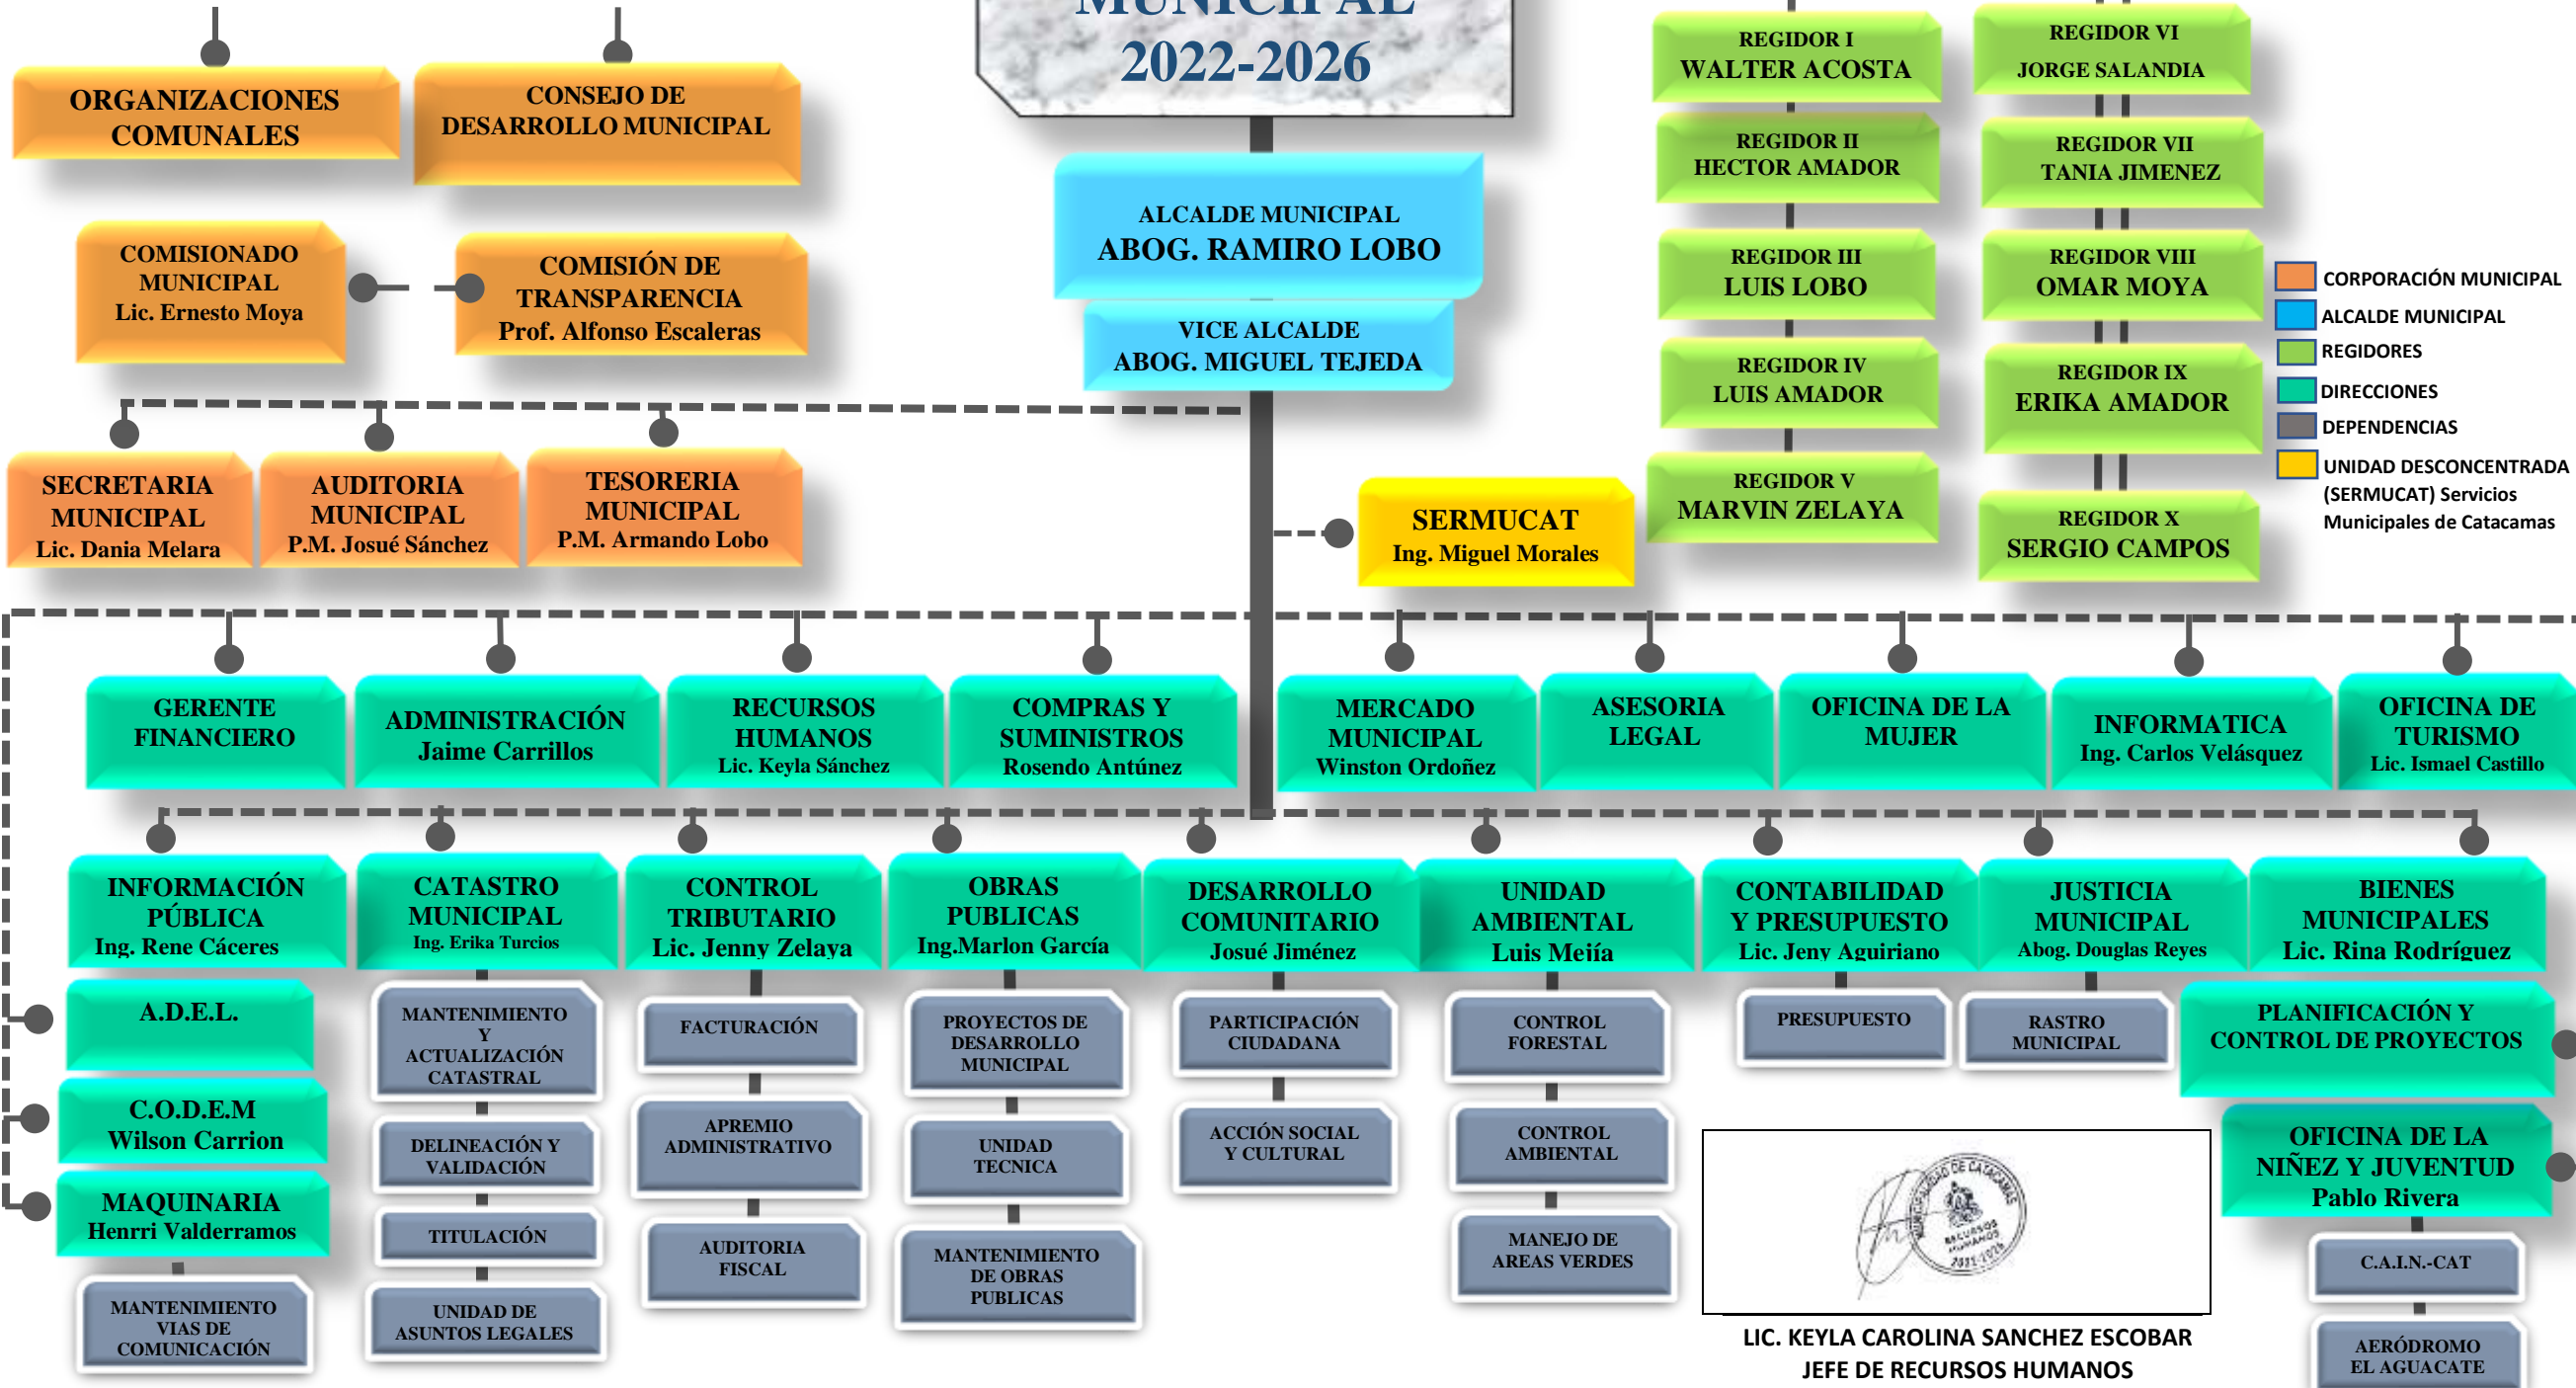 MUNICIPAL
2022-2026
ORGANIZACIONES
COMUNALES
CONSEJO DE
DESARROLLO MUNICIPAL
COMISIONADO
MUNICIPAL
Lic. Ernesto Moya
COMISIÓN DE
TRANSPARENCIA
Prof. Alfonso Escaleras
ALCALDE MUNICIPAL
ABOG. RAMIRO LOBO
VICE ALCALDE
ABOG. MIGUEL TEJEDA
REGIDOR I
WALTER ACOSTA
REGIDOR II
HECTOR AMADOR
REGIDOR III
LUIS LOBO
REGIDOR IV
LUIS AMADOR
REGIDOR V
MARVIN ZELAYA
REGIDOR VI
JORGE SALANDIA
REGIDOR VII
TANIA JIMENEZ
REGIDOR VIII
OMAR MOYA
REGIDOR IX
ERIKA AMADOR
REGIDOR X
SERGIO CAMPOS
CORPORACIÓN MUNICIPAL
ALCALDE MUNICIPAL
REGIDORES
DIRECCIONES
DEPENDENCIAS
UNIDAD DESCONCENTRADA
(SERMUCAT) Servicios
Municipales de Catacamas
SECRETARIA
MUNICIPAL
Lic. Dania Melara
AUDITORIA
MUNICIPAL
P.M. Josué Sánchez
TESORERIA
MUNICIPAL
P.M. Armando Lobo
SERMUCAT
Ing. Miguel Morales
GERENTE
FINANCIERO
ADMINISTRACIÓN
Jaime Carrillos
RECURSOS
HUMANOS
Lic. Keyla Sánchez
COMPRAS Y
SUMINISTROS
Rosendo Antúnez
MERCADO
MUNICIPAL
Winston Ordoñez
ASESORIA
LEGAL
OFICINA DE LA
MUJER
INFORMATICA
Ing. Carlos Velásquez
OFICINA DE
TURISMO
Lic. Ismael Castillo
INFORMACIÓN
PÚBLICA
Ing. Rene Cáceres
CATASTRO
MUNICIPAL
Ing. Erika Turcios
CONTROL
TRIBUTARIO
Lic. Jenny Zelaya
OBRAS
PUBLICAS
Ing.Marlon García
DESARROLLO
COMUNITARIO
Josué Jiménez
UNIDAD
AMBIENTAL
Luis Mejía
CONTABILIDAD
Y PRESUPUESTO
Lic. Jeny Aguiriano
JUSTICIA
MUNICIPAL
Abog. Douglas Reyes
BIENES
MUNICIPALES
Lic. Rina Rodríguez
A.D.E.L.
C.O.D.E.M
Wilson Carrion
MAQUINARIA
Henrri Valderramos
MANTENIMIENTO
VIAS DE
COMUNICACIÓN
MANTENIMIENTO
Y
ACTUALIZACIÓN
CATASTRAL
DELINEACIÓN Y
VALIDACIÓN
TITULACIÓN
UNIDAD DE
ASUNTOS LEGALES
FACTURACIÓN
APREMIO
ADMINISTRATIVO
AUDITORIA
FISCAL
PROYECTOS DE
DESARROLLO
MUNICIPAL
UNIDAD
TECNICA
MANTENIMIENTO
DE OBRAS
PUBLICAS
PARTICIPACIÓN
CIUDADANA
ACCIÓN SOCIAL
Y CULTURAL
CONTROL
FORESTAL
CONTROL
AMBIENTAL
MANEJO DE
AREAS VERDES
PRESUPUESTO
RASTRO
MUNICIPAL
PLANIFICACIÓN Y
CONTROL DE PROYECTOS
OFICINA DE LA
NIÑEZ Y JUVENTUD
Pablo Rivera
C.A.I.N.-CAT
AERÓDROMO
EL AGUACATE
MUNICIPALIDAD DE CATACAMAS
RECURSOS
HUMANOS
LIC. KEYLA CAROLINA SANCHEZ ESCOBAR
JEFE DE RECURSOS HUMANOS